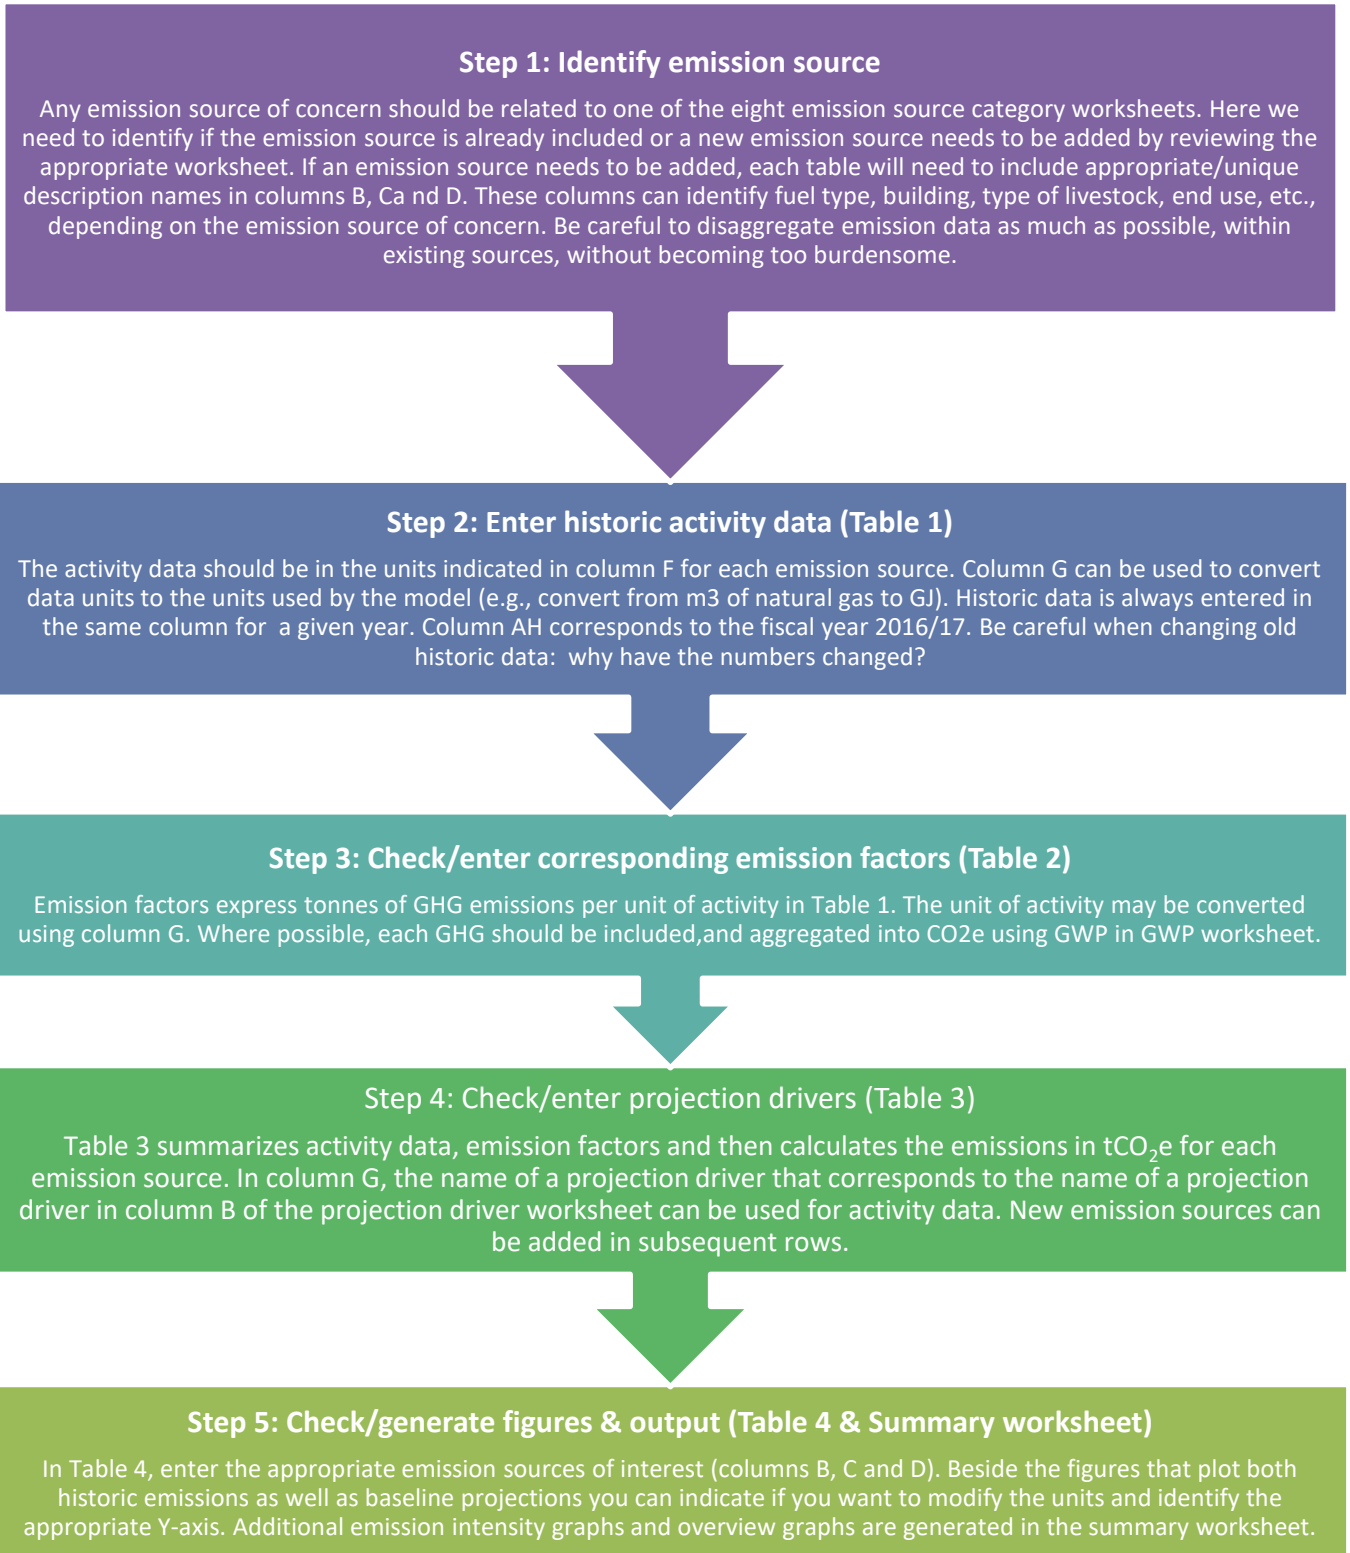 Step 1: Identify emission source
Any emission source of concern should be related to one of the eight emission source category worksheets. Here we
need to identify if the emission source is already included or a new emission source needs to be added by reviewing the
appropriate worksheet. If an emission source needs to be added, each table will need to include appropriate/unique
description names in columns B, Ca nd D. These columns can identify fuel type, building, type of livestock, end use, etc.,
depending on the emission source of concern. Be careful to disaggregate emission data as much as possible, within
existing sources, without becoming too burdensome.
Step 2: Enter historic activity data (Table 1)
The activity data should be in the units indicated in column F for each emission source. Column G can be used to convert
data units to the units used by the model (e.g., convert from m3 of natural gas to GJ). Historic data is always entered in
the same column for  a given year. Column AH corresponds to the fiscal year 2016/17. Be careful when changing old
historic data:  why have the numbers changed?
Step 3: Check/enter corresponding emission factors (Table 2)
Emission factors express tonnes of GHG emissions per unit of activity in Table 1. The unit of activity may be converted
using column G. Where possible, each GHG should be included,and aggregated into CO2e using GWP in GWP worksheet.
Step 4: Check/enter projection drivers (Table 3)
Table 3 summarizes activity data, emission factors and then calculates the emissions in tCO₂e for each
emission source. In column G, the name of a projection driver that corresponds to the name of a projection
driver in column B of the projection driver worksheet can be used for activity data. New emission sources can
be added in subsequent rows.
Step 5: Check/generate figures & output (Table 4 & Summary worksheet)
In Table 4, enter the appropriate emission sources of interest (columns B, C and D). Beside the figures that plot both
historic emissions as well as baseline projections you can indicate if you want to modify the units and identify the
appropriate Y-axis. Additional emission intensity graphs and overview graphs are generated in the summary worksheet.